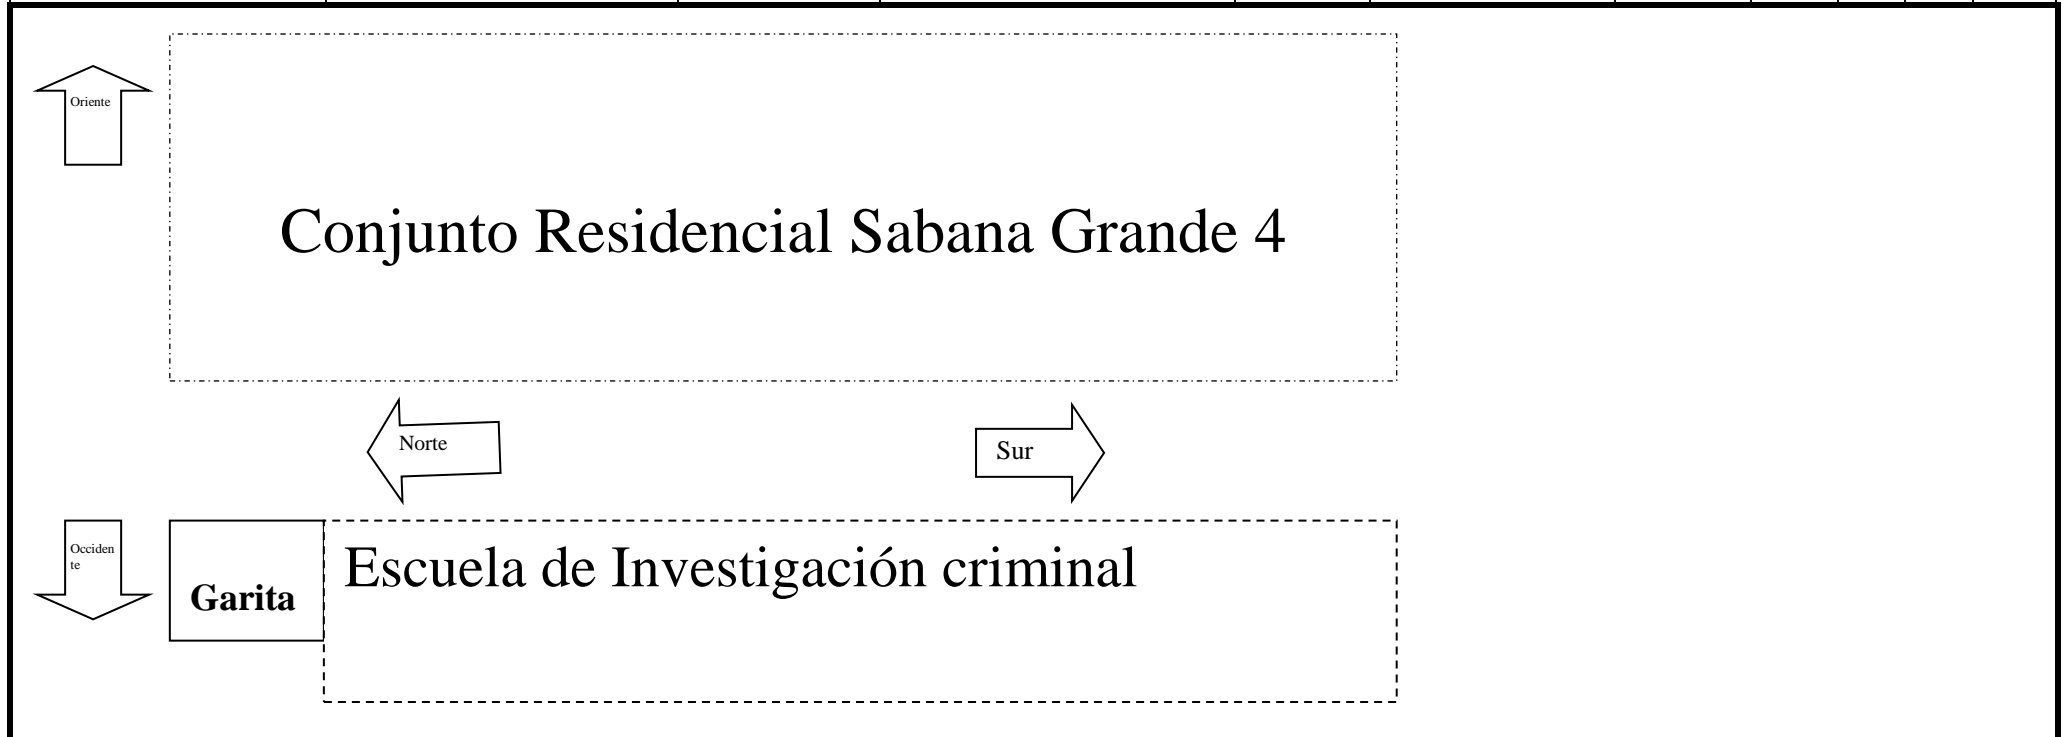 Oriente
Conjunto Residencial Sabana Grande 4
Norte
Sur
Occiden
te
Garita
Escuela de Investigación criminal